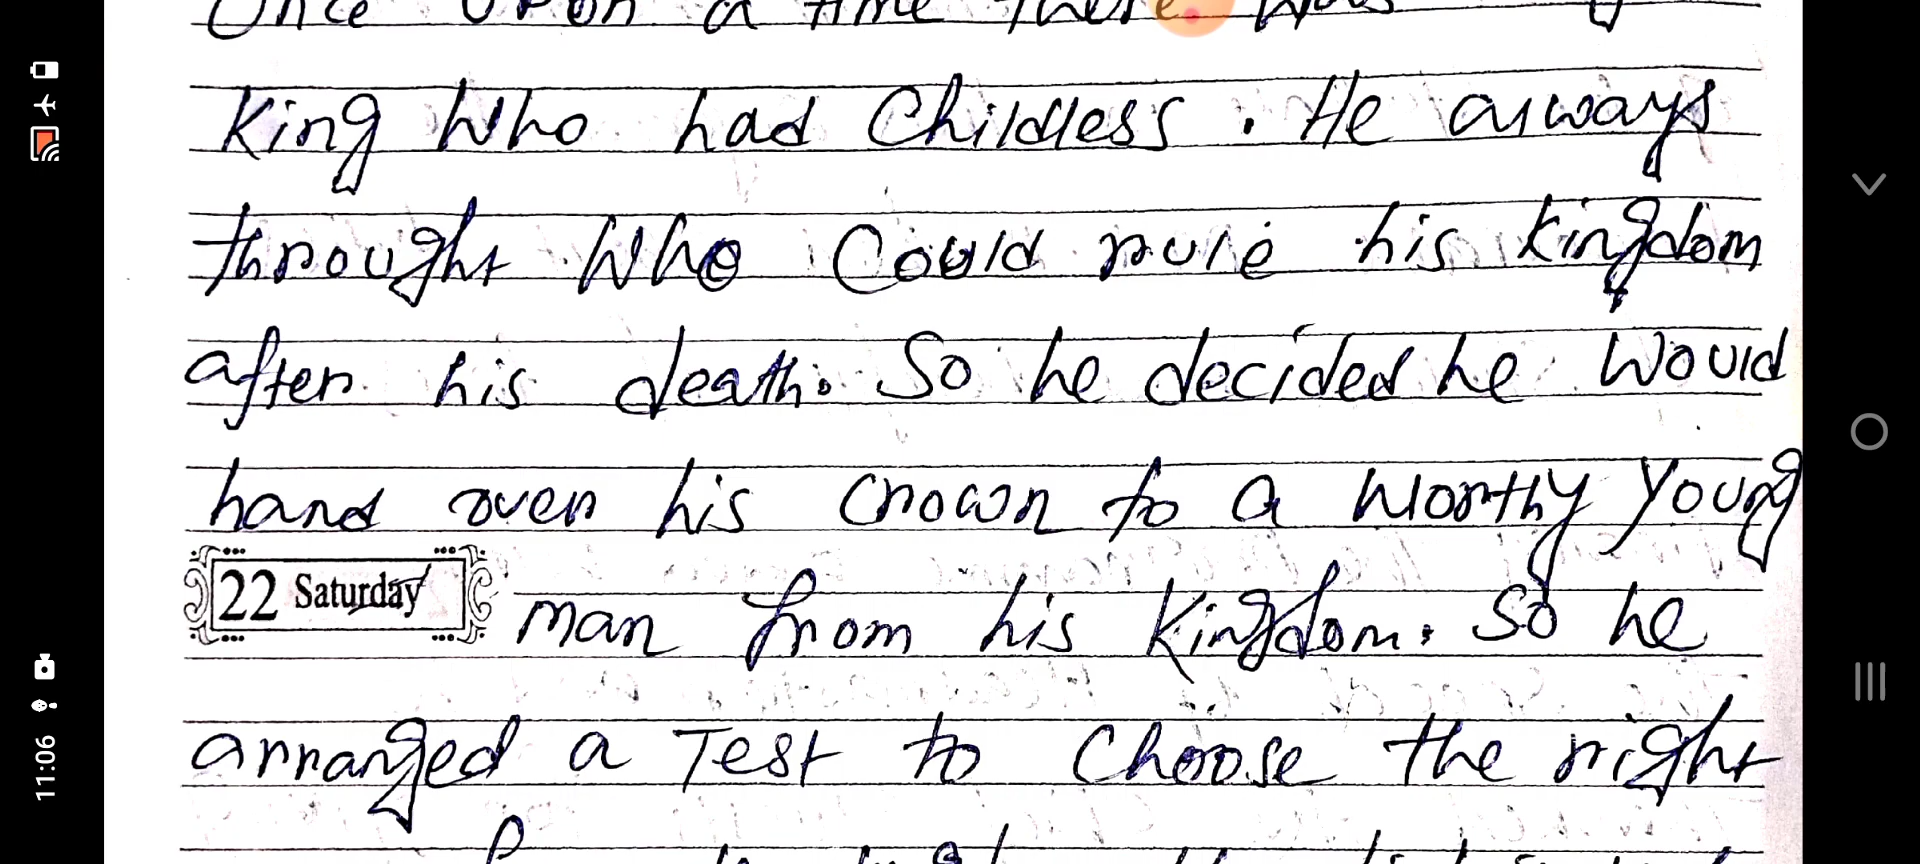 Once upon a time there was
King who had Childless. He always
throught who Could rule his kingdom
after his death. So he decided he would
hand over his crown to a worthy young
22 Saturday
man from his Kingdom. So he
arranged a Test to Choose the right
11:06